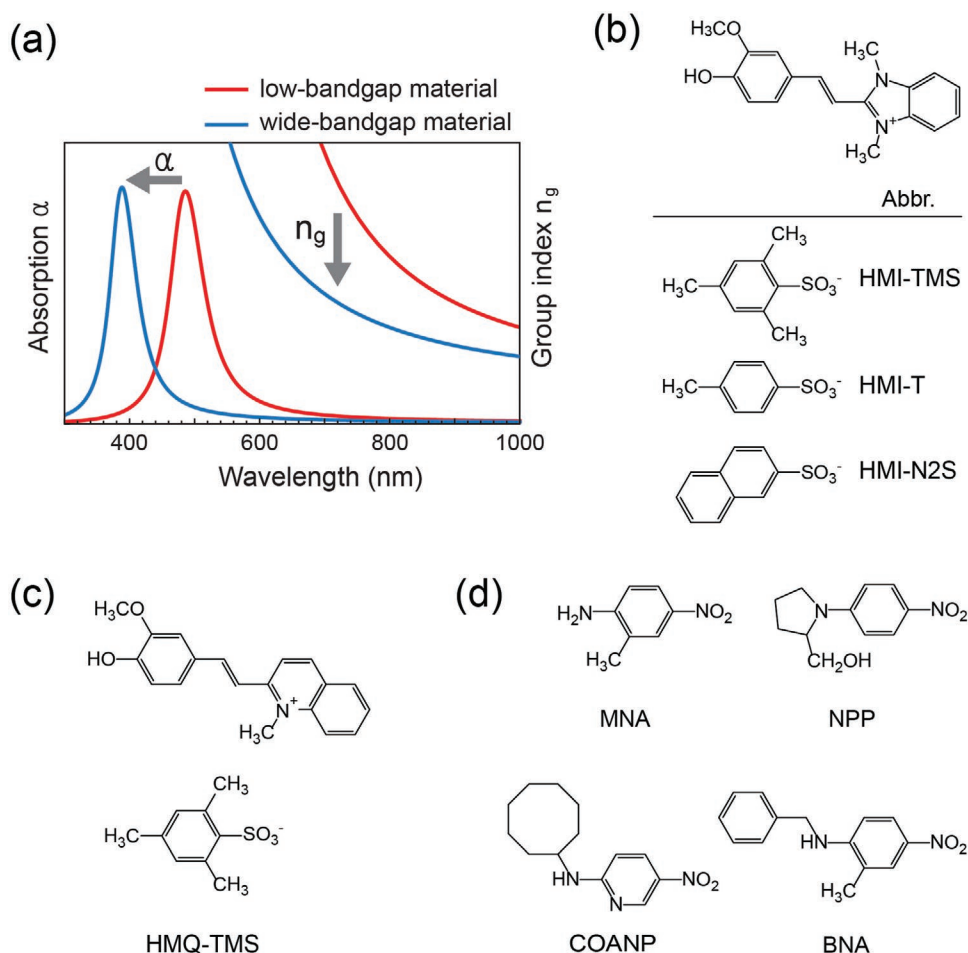 (a)
low-bandgap material
wide-bandgap material
α
n_g
Absorption α
Group index n_g
400
600
800
1000
Wavelength (nm)
(b)
H₃CO
HO
H₃C
N
N⁺
H₃C
Abbr.
CH₃
H₃C
SO₃⁻
CH₃
HMI-TMS
H₃C
SO₃⁻
HMI-T
SO₃⁻
HMI-N2S
(c)
H₃CO
HO
N⁺
H₃C
CH₃
H₃C
SO₃⁻
CH₃
HMQ-TMS
(d)
H₂N
NO₂
H₃C
MNA
N
NO₂
CH₂OH
NPP
HN
N
NO₂
COANP
HN
NO₂
H₃C
BNA